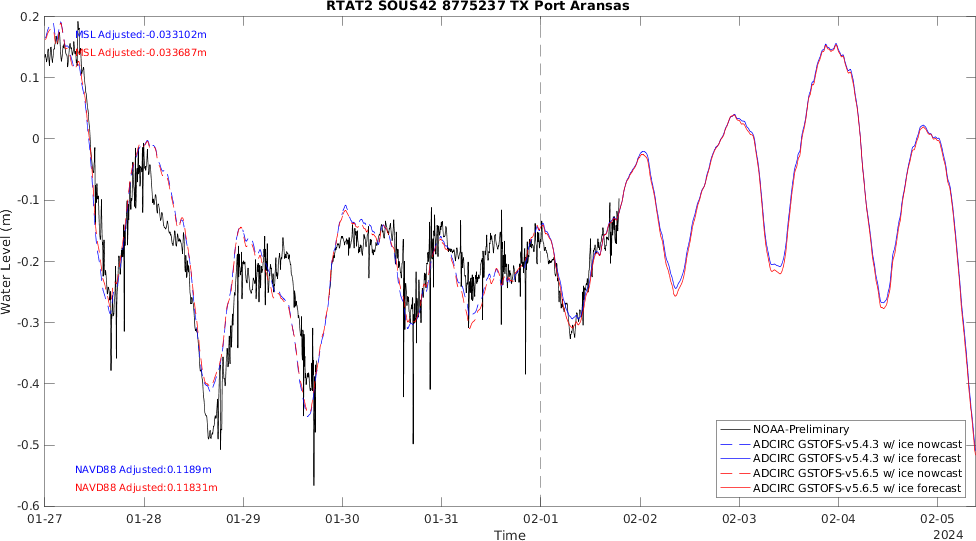 RTAT2 SOUS42 8775237 TX Port Aransas
MSL Adjusted:-0.033102m
MSL Adjusted:-0.033687m
0.2
0.1
0
-0.1
-0.2
-0.3
-0.4
-0.5
-0.6
Water Level (m)
NAVD88 Adjusted:0.1189m
NAVD88 Adjusted:0.11831m
NOAA-Preliminary
ADCIRC GSTOFS-v5.4.3 w/ ice nowcast
ADCIRC GSTOFS-v5.4.3 w/ ice forecast
ADCIRC GSTOFS-v5.6.5 w/ ice nowcast
ADCIRC GSTOFS-v5.6.5 w/ ice forecast
01-27 01-28 01-29 01-30 01-31 02-01 02-02 02-03 02-04 02-05
Time
2024